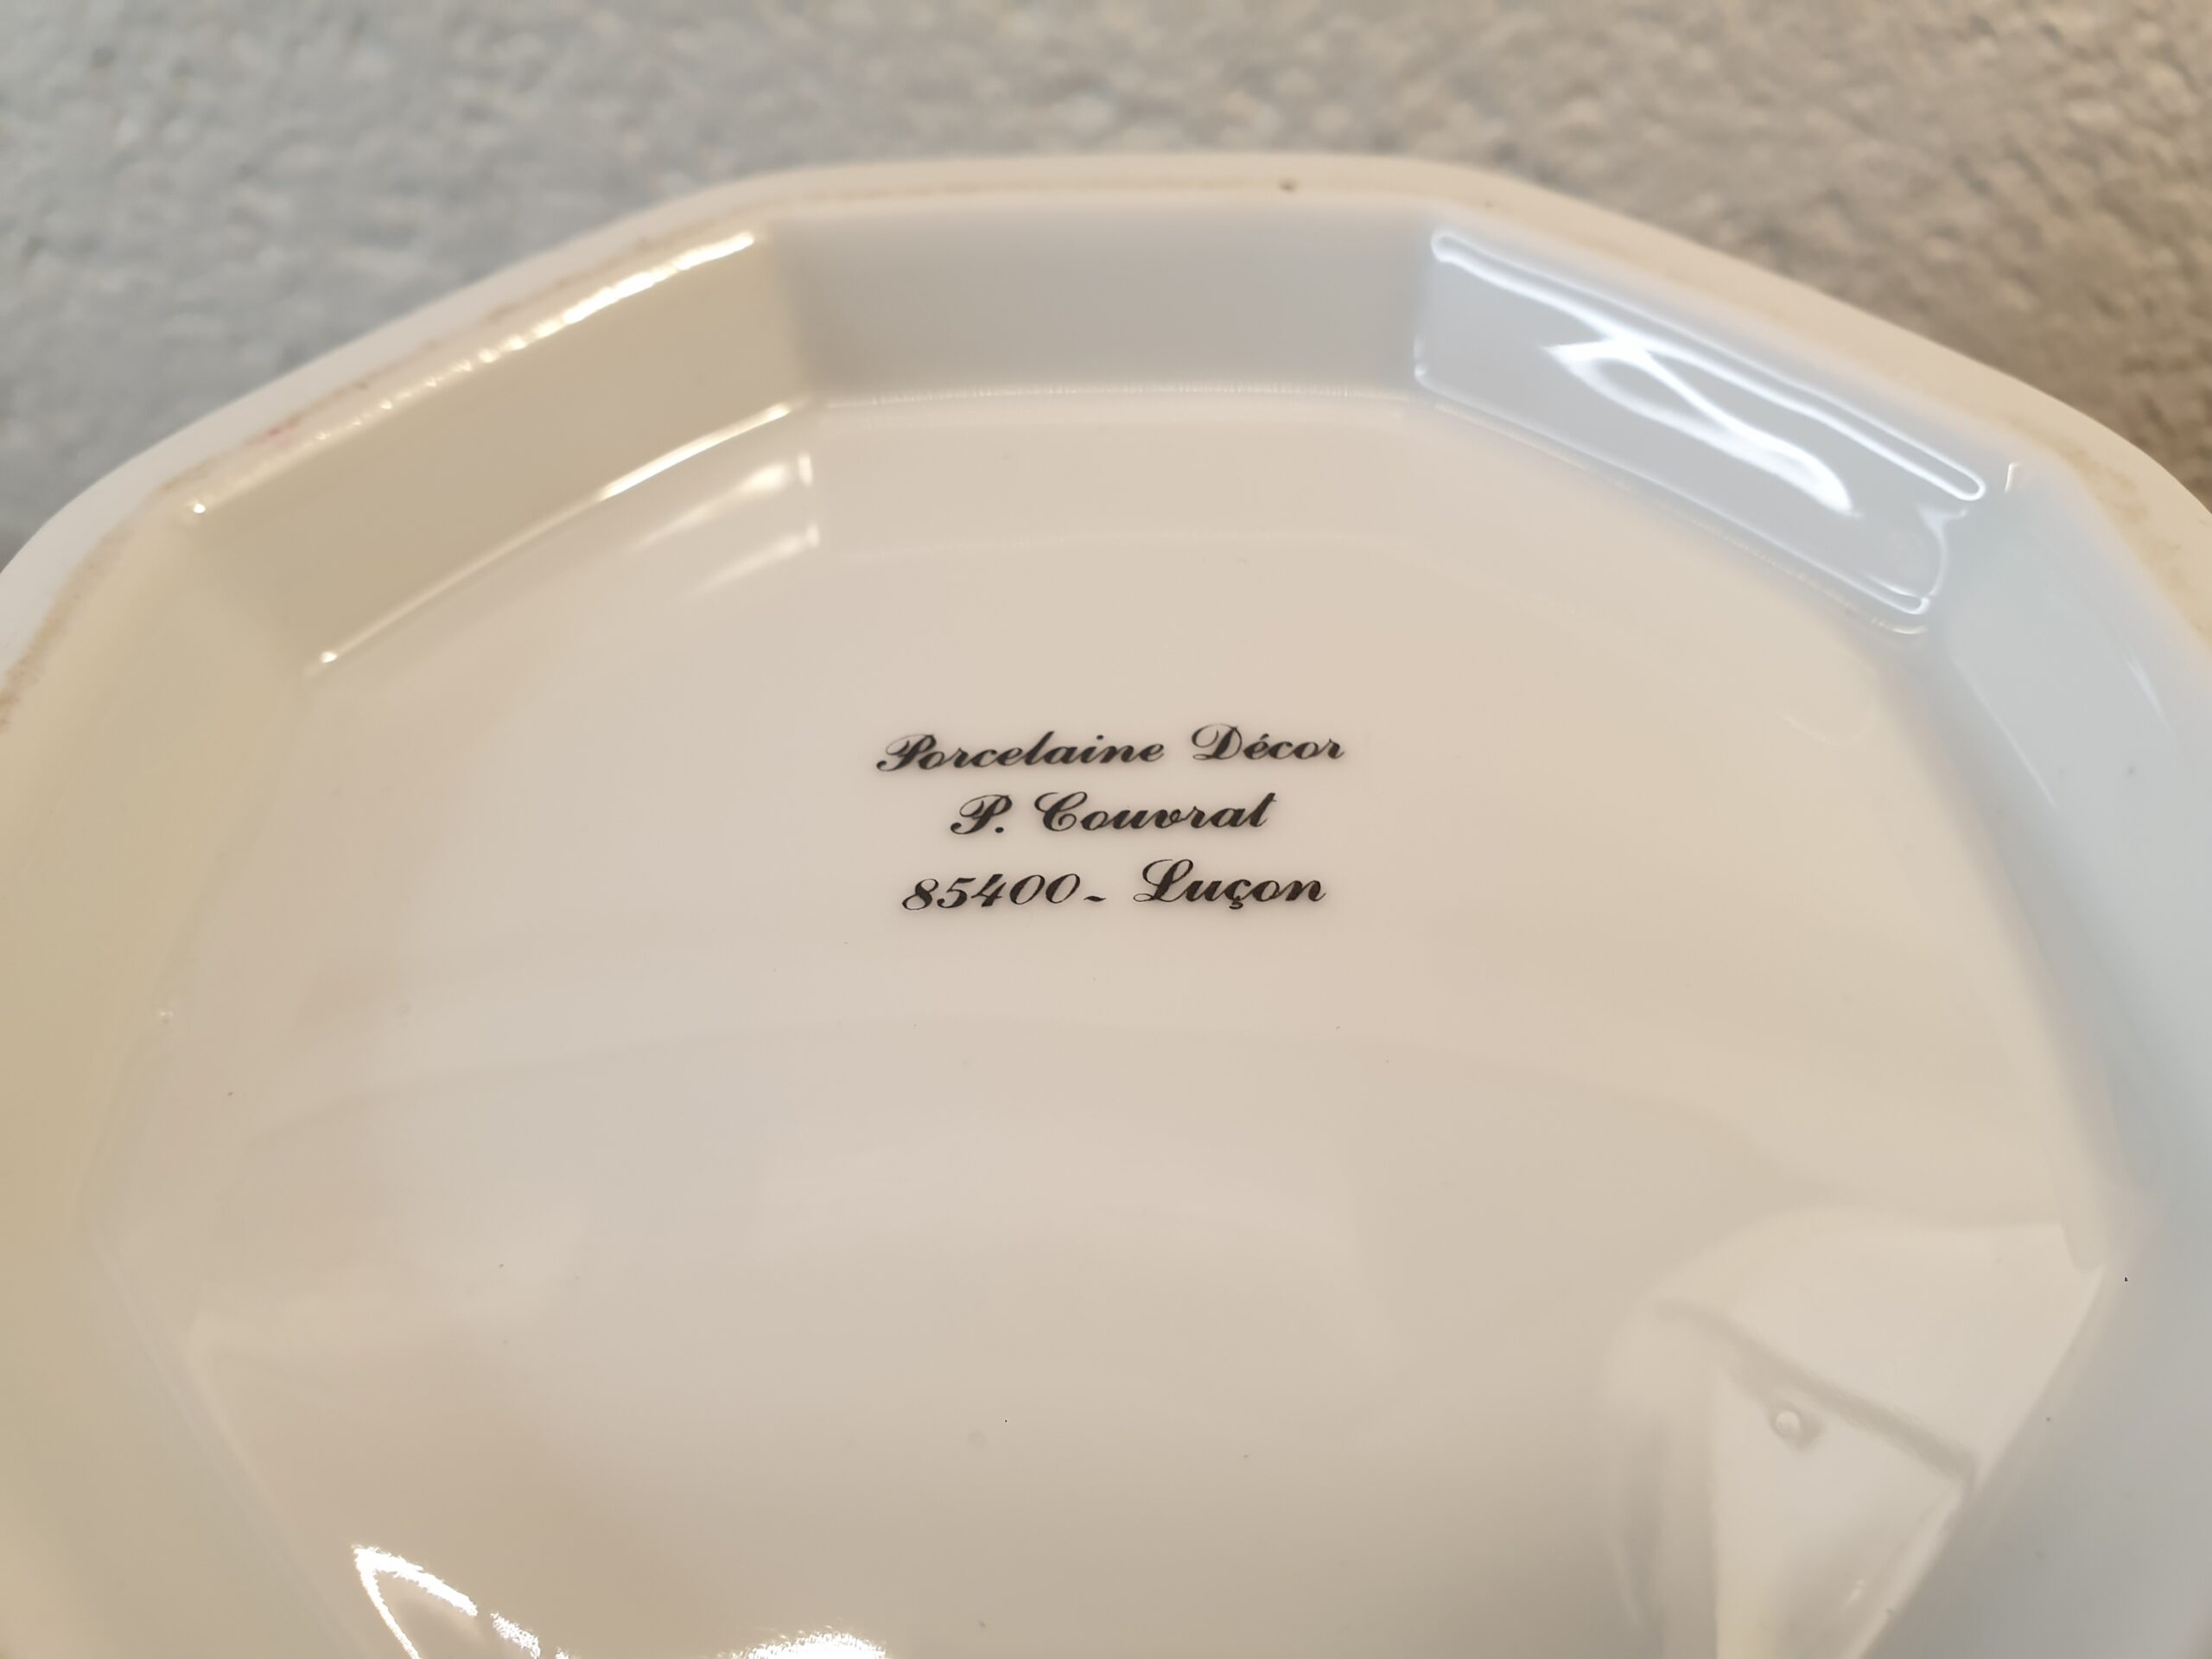 Porcelaine Décor
P. Couvrat
85400 - Luçon